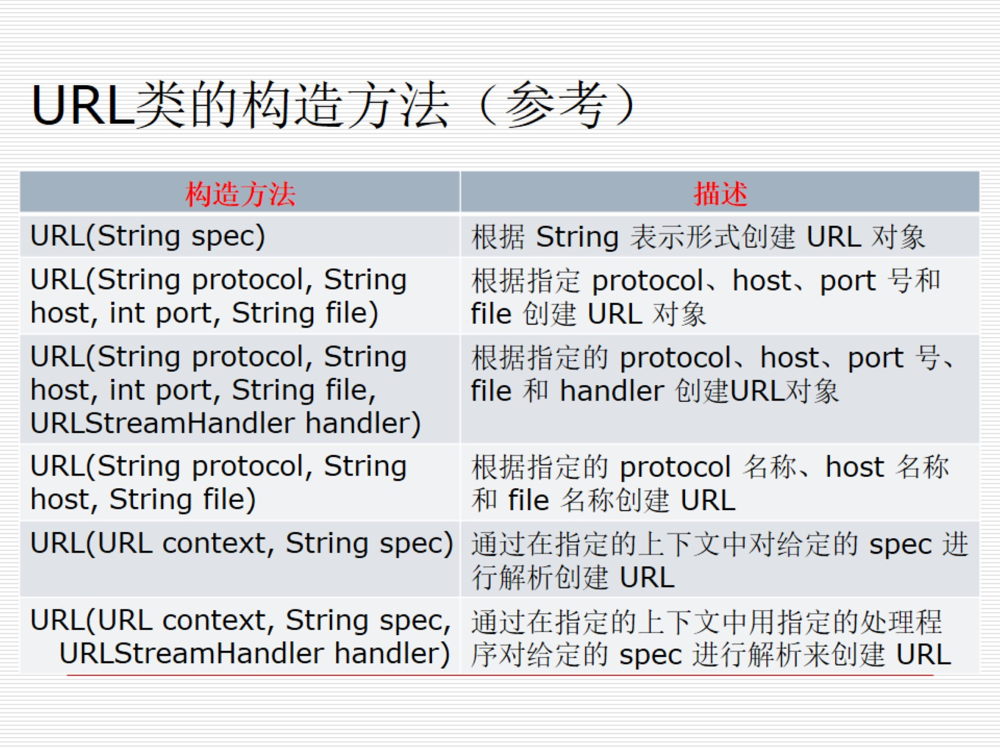 URL类的构造方法（参考）
构造方法
描述
URL(String spec)
根据 String 表示形式创建 URL 对象
URL(String protocol, String
host, int port, String file)
根据指定 protocol、host、port 号和
file 创建 URL 对象
URL(String protocol, String
host, int port, String file,
URLStreamHandler handler)
根据指定的 protocol、host、port 号、
file 和 handler 创建URL对象
URL(String protocol, String
host, String file)
根据指定的 protocol 名称、host 名称
和 file 名称创建 URL
URL(URL context, String spec)
通过在指定的上下文中对给定的 spec 进
行解析创建 URL
URL(URL context, String spec,
URLStreamHandler handler)
通过在指定的上下文中用指定的处理程
序对给定的 spec 进行解析来创建 URL